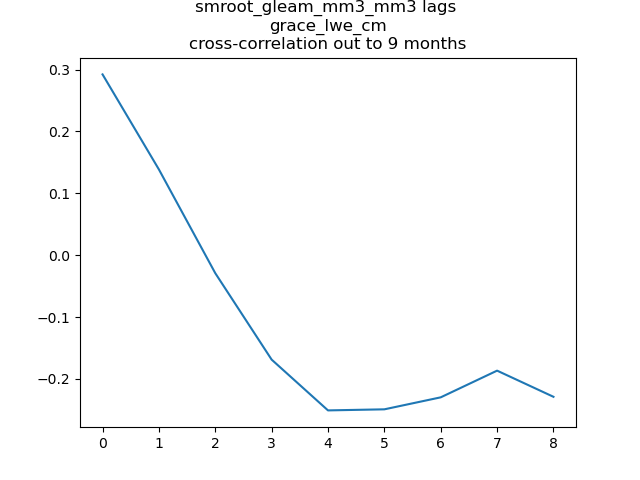 smroot_gleam_mm3_mm3 lags
grace_lwe_cm
cross-correlation out to 9 months
0.3
0.2
0.1
0.0
−0.1
−0.2
0 1 2 3 4 5 6 7 8